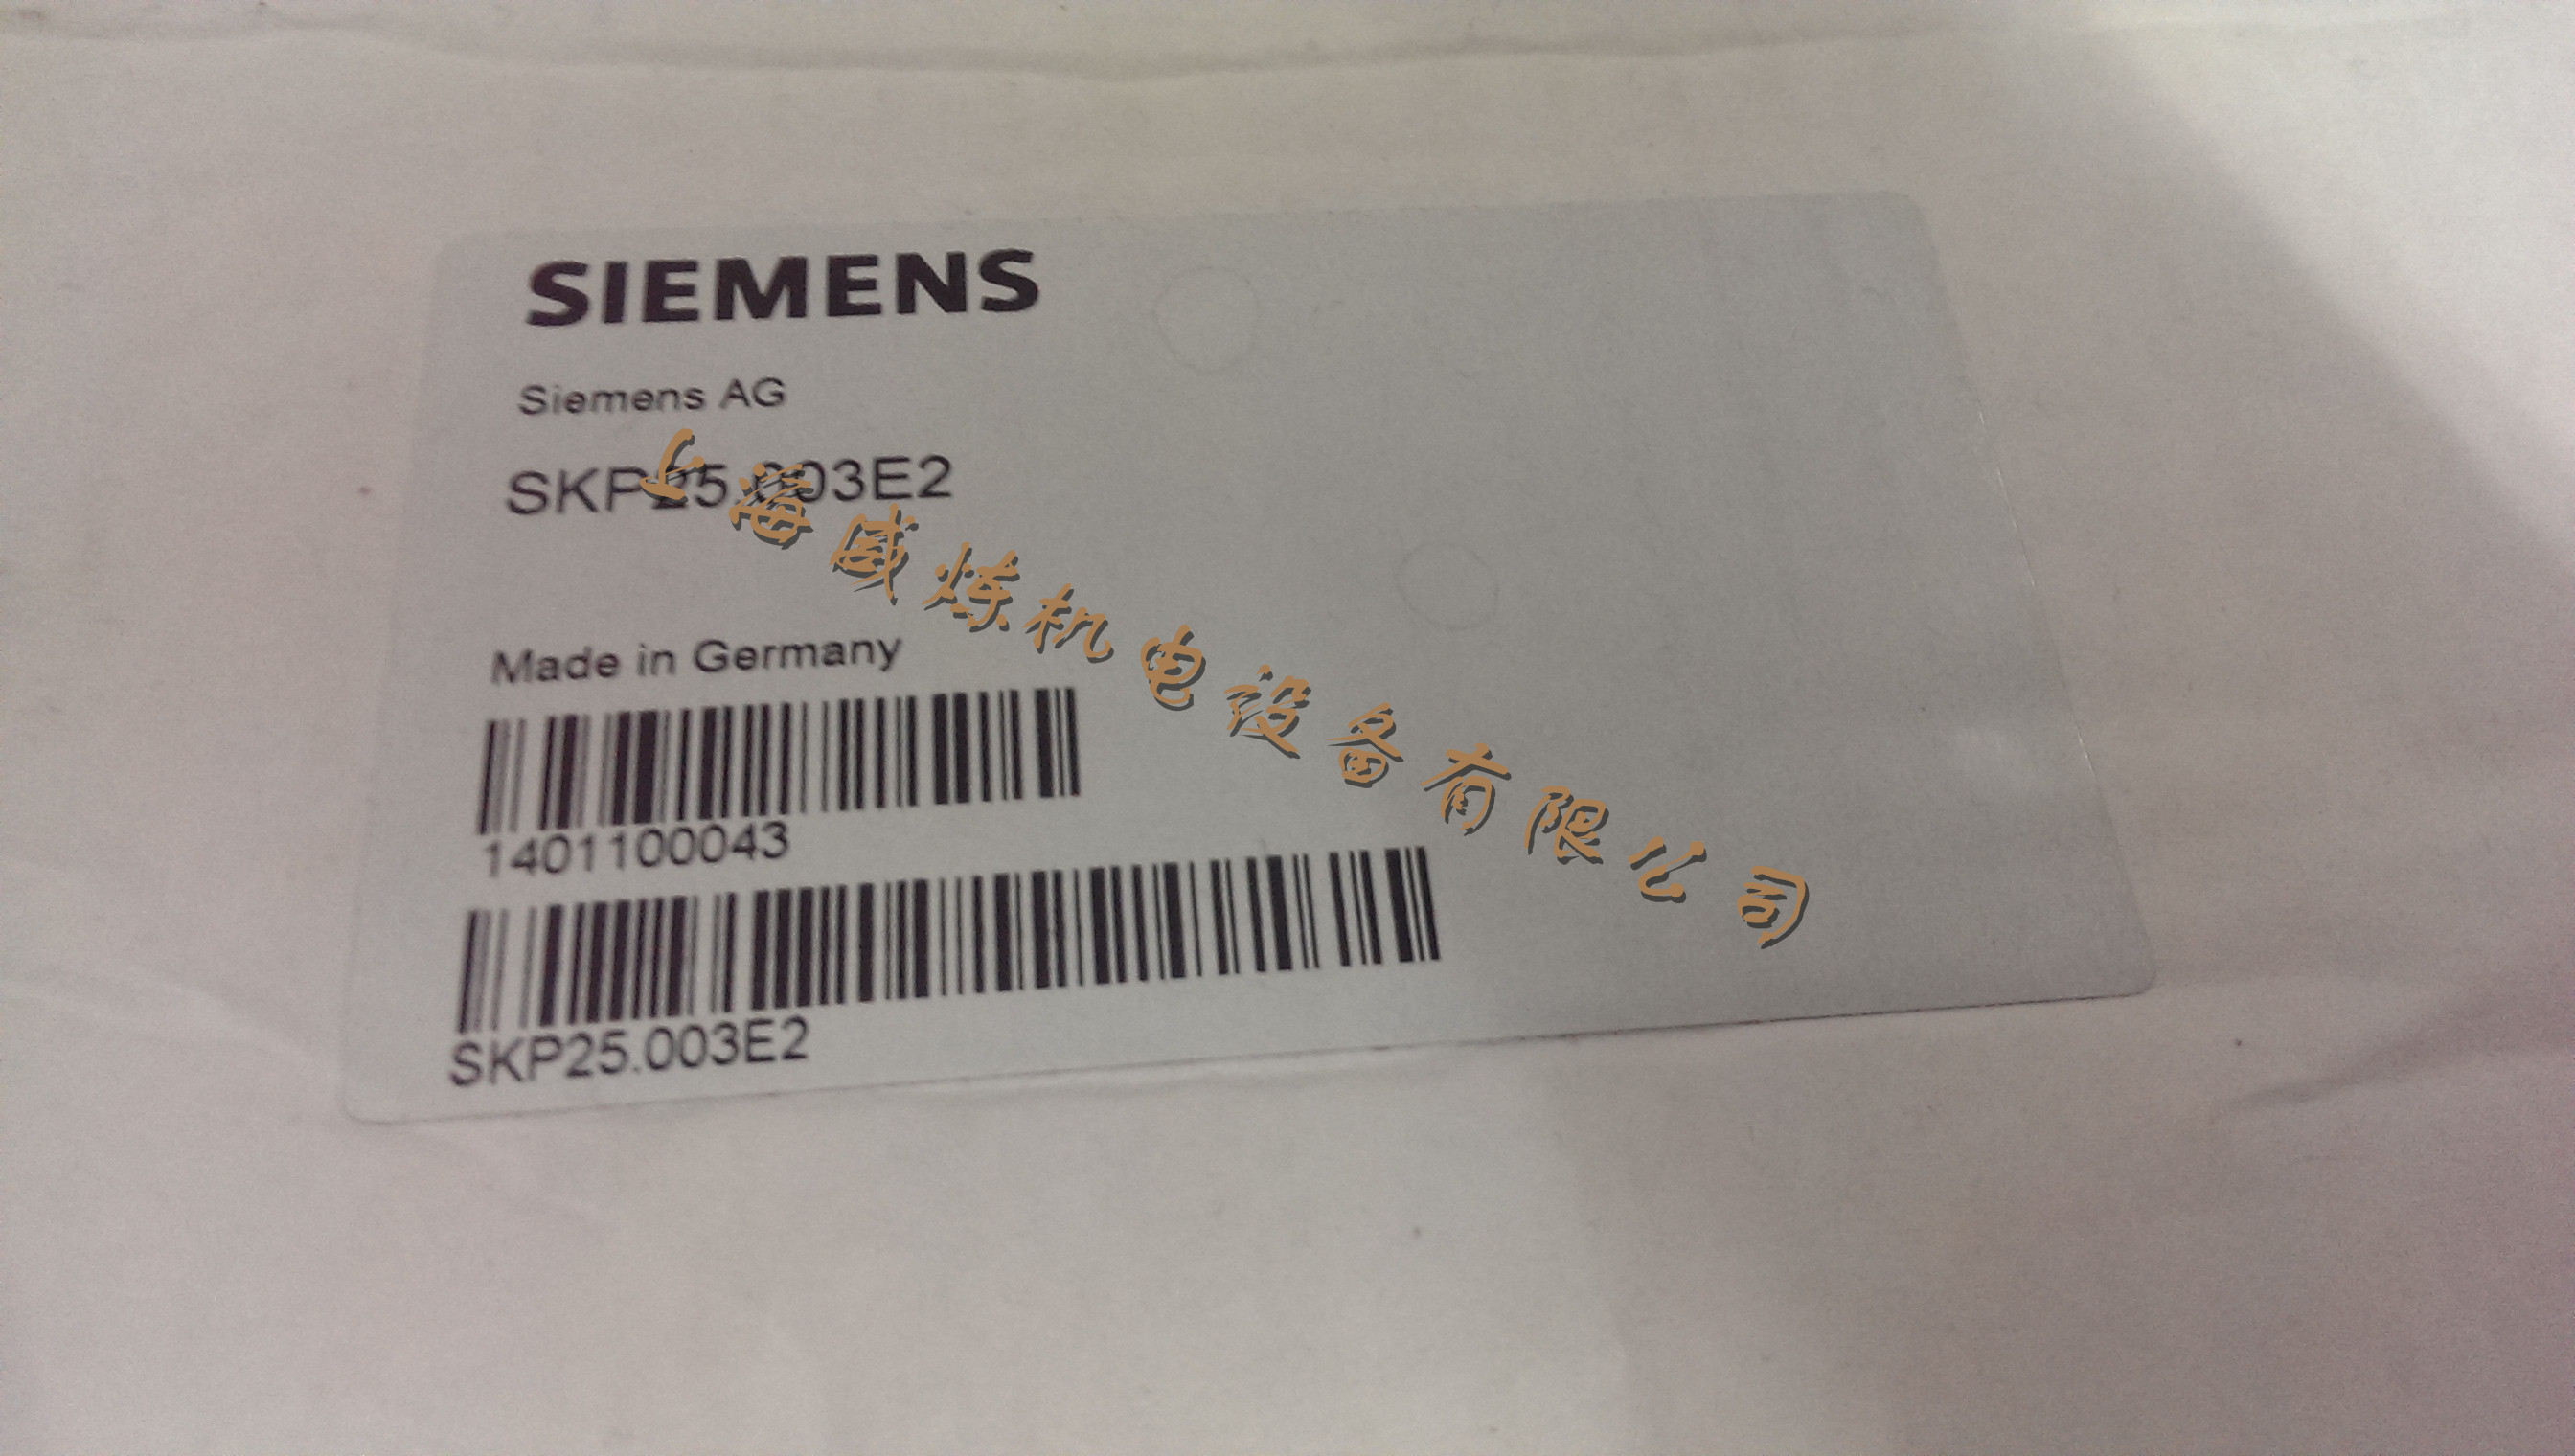 SIEMENS
Siemens AG
SKP25.003E2
上海威炼机电设备有限公司
Made in Germany
1401100043
SKP25.003E2